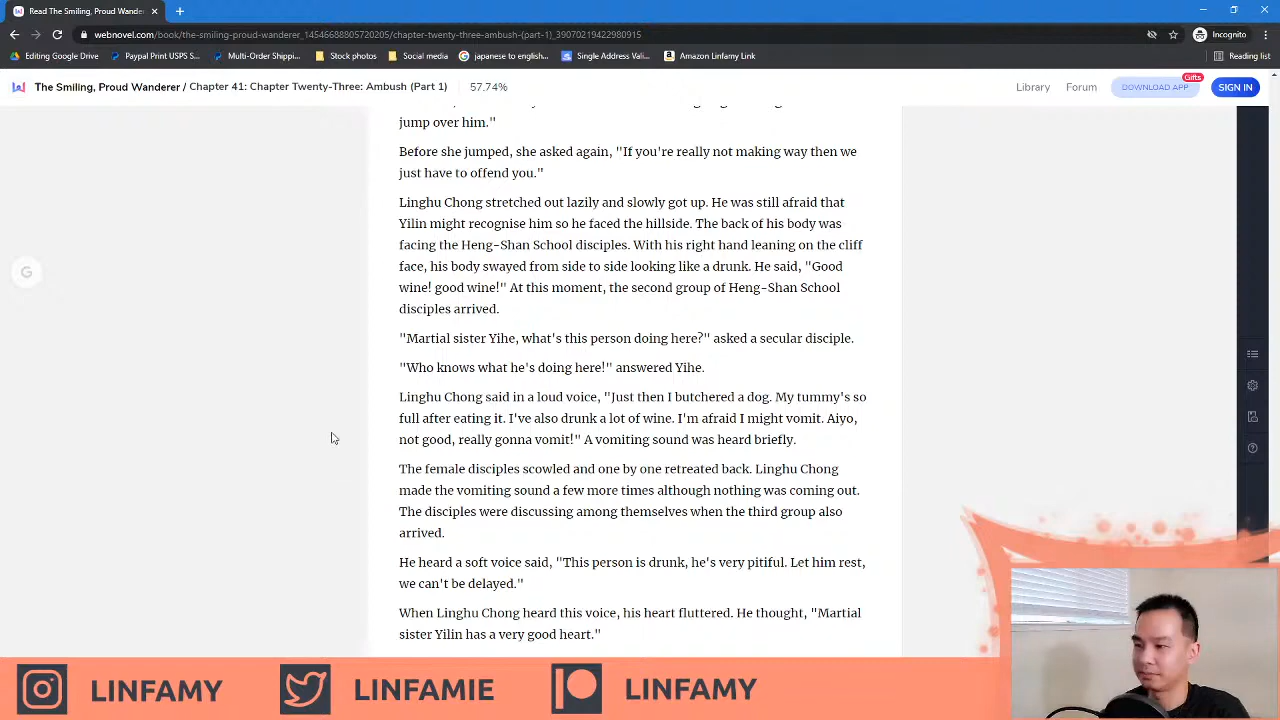 Read The Smiling, Proud Wander
Incognito
webnovel.com/book/the-smiling-proud-wanderer_14546688805720205/chapter-twenty-three-ambush-(part-1)_39070219422980915
Editing Google Drive
Paypal Print USPS S...
Multi-Order Shippi...
Stock photos
Social media
japanese to english...
Single Address Vali...
Amazon Linfamy Link
Reading list
The Smiling, Proud Wanderer / Chapter 41: Chapter Twenty-Three: Ambush (Part 1)
57.74%
Library
Forum
DOWNLOAD APP
Gifts
SIGN IN
jump over him."
Before she jumped, she asked again, "If you're really not making way then we
just have to offend you."
Linghu Chong stretched out lazily and slowly got up. He was still afraid that
Yilin might recognise him so he faced the hillside. The back of his body was
facing the Heng-Shan School disciples. With his right hand leaning on the cliff
face, his body swayed from side to side looking like a drunk. He said, "Good
wine! good wine!" At this moment, the second group of Heng-Shan School
disciples arrived.
"Martial sister Yihe, what's this person doing here?" asked a secular disciple.
"Who knows what he's doing here!" answered Yihe.
Linghu Chong said in a loud voice, "Just then I butchered a dog. My tummy's so
full after eating it. I've also drunk a lot of wine. I'm afraid I might vomit. Aiyo,
not good, really gonna vomit!" A vomiting sound was heard briefly.
The female disciples scowled and one by one retreated back. Linghu Chong
made the vomiting sound a few more times although nothing was coming out.
The disciples were discussing among themselves when the third group also
arrived.
He heard a soft voice said, "This person is drunk, he's very pitiful. Let him rest,
we can't be delayed."
When Linghu Chong heard this voice, his heart fluttered. He thought, "Martial
sister Yilin has a very good heart."
LINFAMY
LINFAMIE
LINFAMY